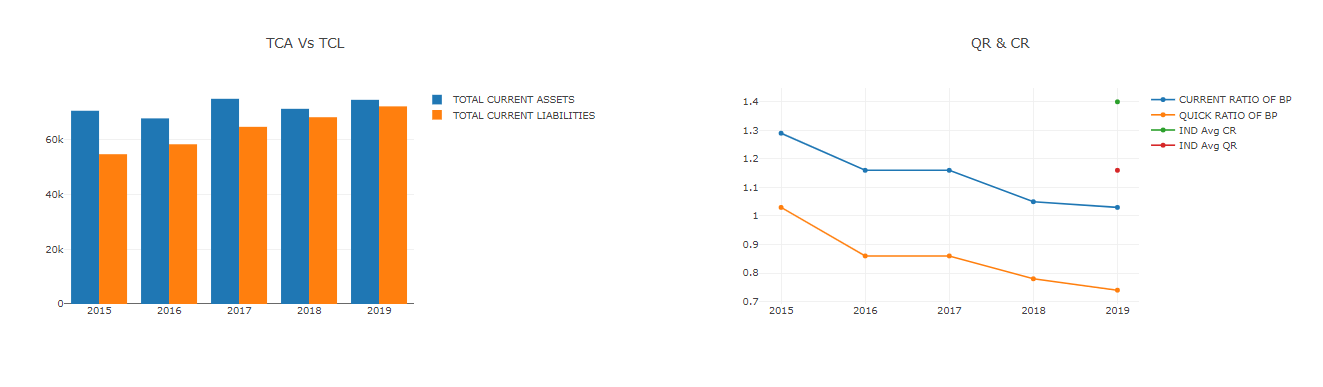 TCA Vs TCL
TOTAL CURRENT ASSETS
TOTAL CURRENT LIABILITIES
60k
40k
20k
0
2015 2016 2017 2018 2019
QR & CR
CURRENT RATIO OF BP
QUICK RATIO OF BP
IND Avg CR
IND Avg QR
1.4
1.3
1.2
1.1
1
0.9
0.8
0.7
2015 2016 2017 2018 2019